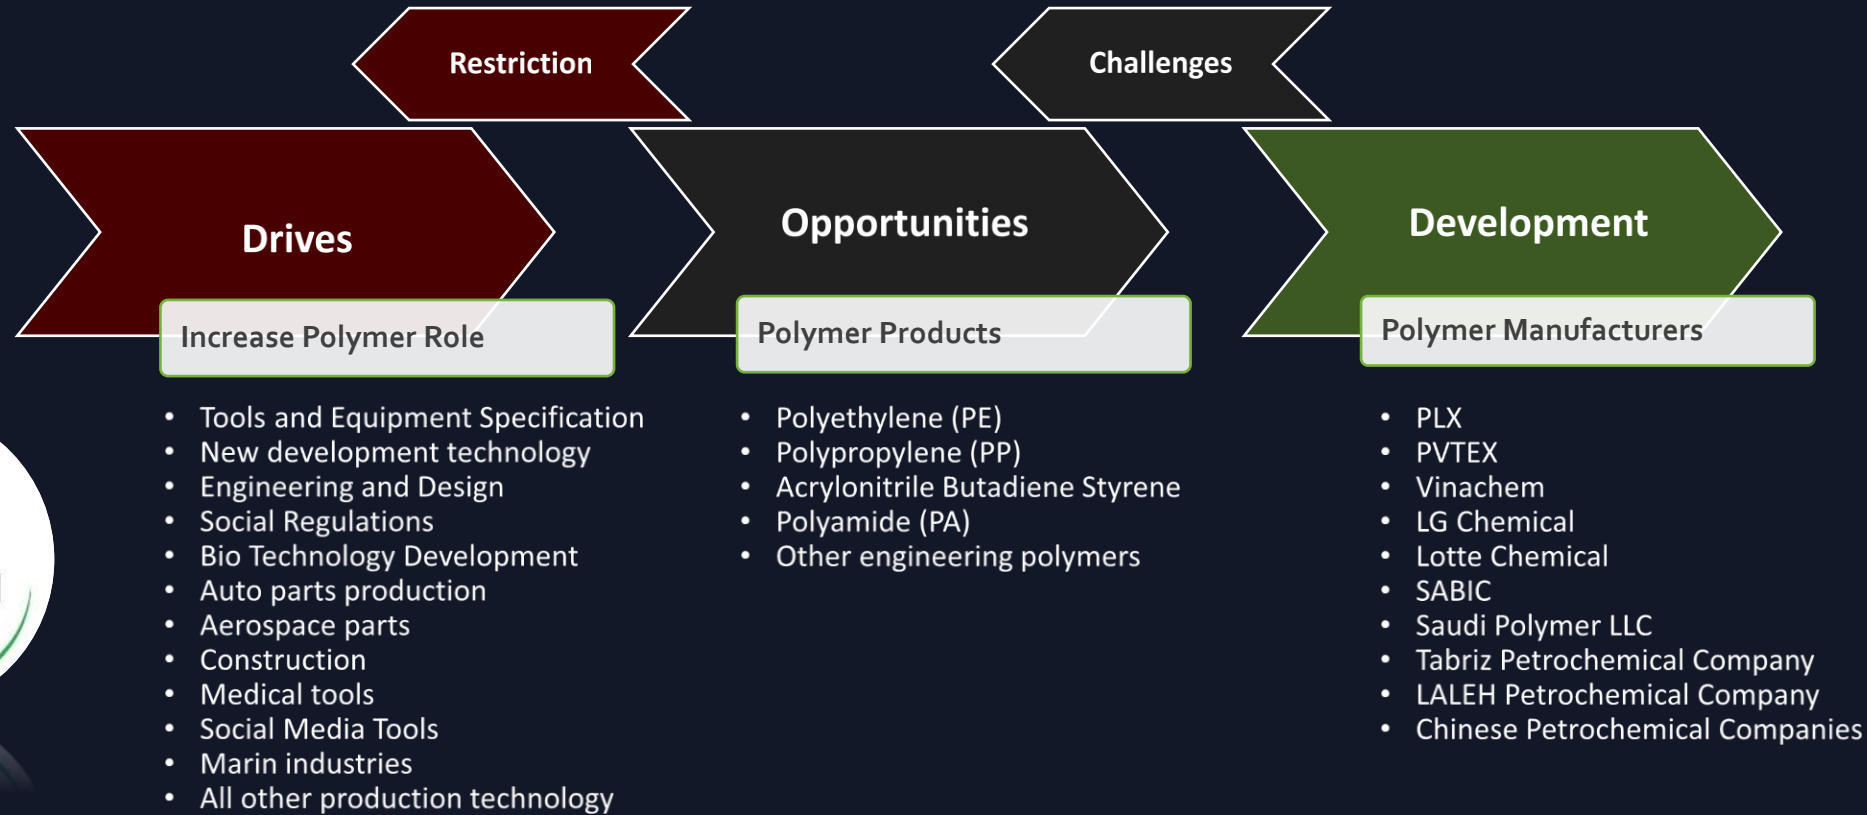 Restriction
Challenges
Drives
Opportunities
Development
Increase Polymer Role
Polymer Products
Polymer Manufacturers
• Tools and Equipment Specification
• New development technology
• Engineering and Design
• Social Regulations
• Bio Technology Development
• Auto parts production
• Aerospace parts
• Construction
• Medical tools
• Social Media Tools
• Marin industries
• All other production technology
• Polyethylene (PE)
• Polypropylene (PP)
• Acrylonitrile Butadiene Styrene
• Polyamide (PA)
• Other engineering polymers
• PLX
• PVTEX
• Vinachem
• LG Chemical
• Lotte Chemical
• SABIC
• Saudi Polymer LLC
• Tabriz Petrochemical Company
• LALEH Petrochemical Company
• Chinese Petrochemical Companies